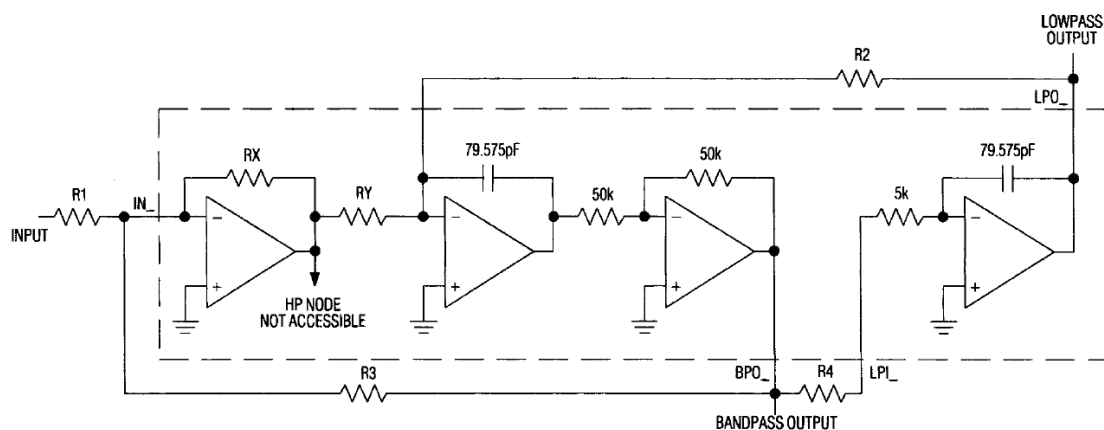 LOWPASS
OUTPUT
R2
LPO_
79.575pF
50k
79.575pF
RX
R1
IN_
RY
50k
5k
INPUT
−
+
−
+
−
+
−
+
HP NODE
NOT ACCESSIBLE
R3
BPO_
R4
LPI_
BANDPASS OUTPUT